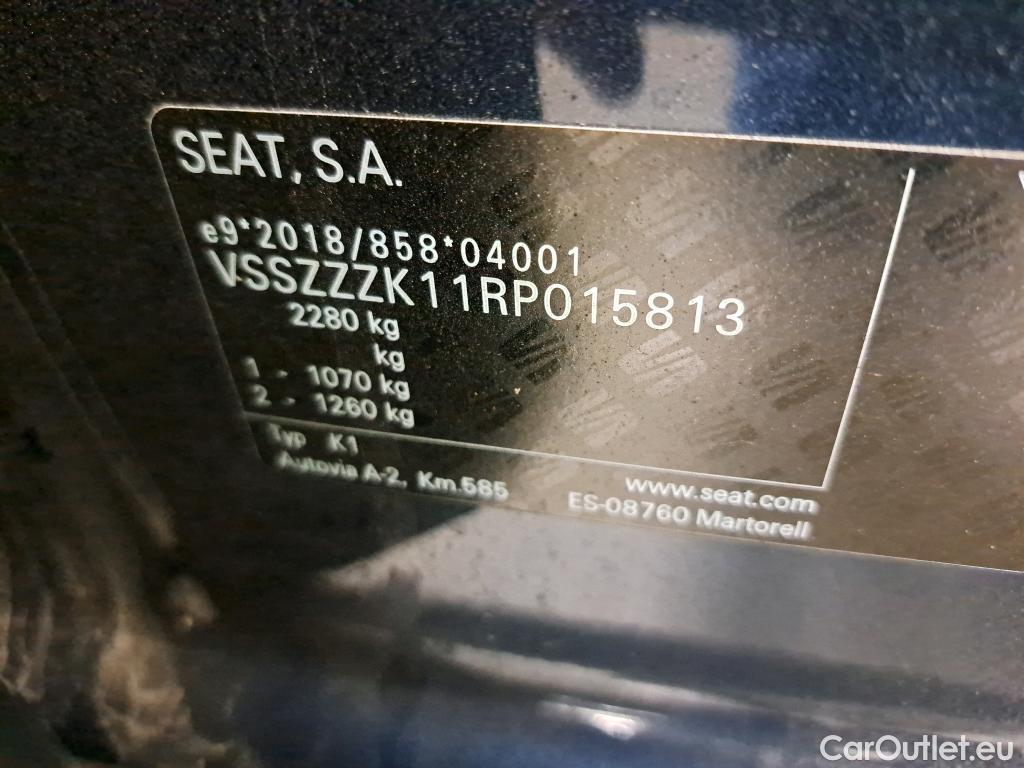 SEAT, S.A.
e9*2018/858*04001
VSSZZZK11RP015813
2280 kg
kg
1 - 1070 kg
2 - 1260 kg
Typ K1
www.seat.com
Autovia A-2, Km.585
ES-08760 Martorell
CarOutlet.eu